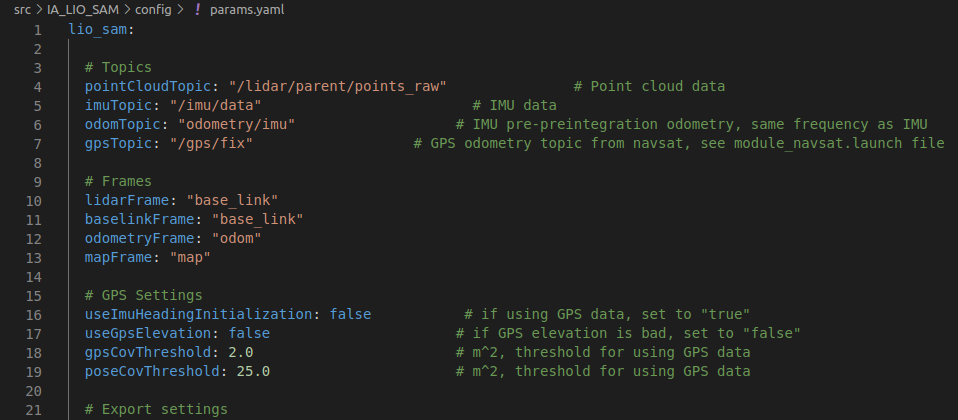 src > IA_LIO_SAM > config > ! params.yaml
1 lio_sam:
2
3 # Topics
4 pointCloudTopic: "/lidar/parent/points_raw" # Point cloud data
5 imuTopic: "/imu/data" # IMU data
6 odomTopic: "odometry/imu" # IMU pre-preintegration odometry, same frequency as IMU
7 gpsTopic: "/gps/fix" # GPS odometry topic from navsat, see module_navsat.launch file
8
9 # Frames
10 lidarFrame: "base_link"
11 baselinkFrame: "base_link"
12 odometryFrame: "odom"
13 mapFrame: "map"
14
15 # GPS Settings
16 useImuHeadingInitialization: false # if using GPS data, set to "true"
17 useGpsElevation: false # if GPS elevation is bad, set to "false"
18 gpsCovThreshold: 2.0 # m^2, threshold for using GPS data
19 poseCovThreshold: 25.0 # m^2, threshold for using GPS data
20
21 # Export settings